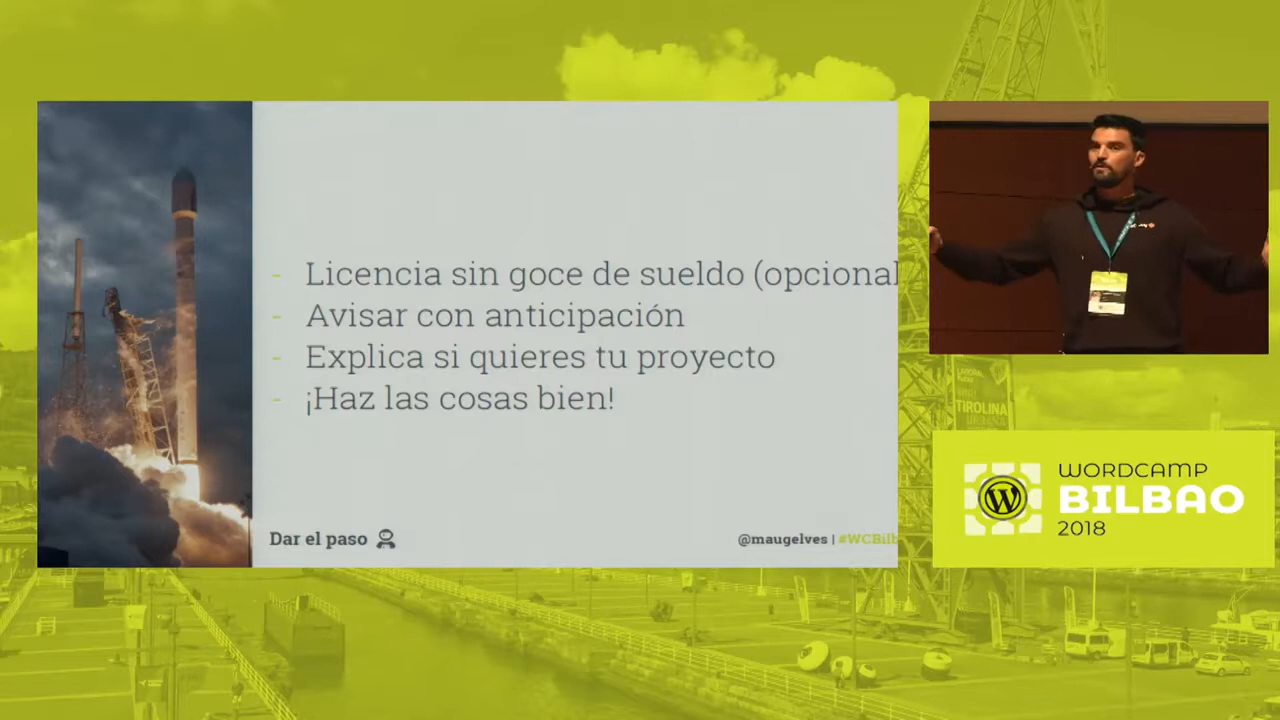 - Licencia sin goce de sueldo (opcional
- Avisar con anticipación
- Explica si quieres tu proyecto
- ¡Haz las cosas bien!
Dar el paso
@maugelves | #WCBilb
TIROLINA
WORDCAMP
BILBAO
2018